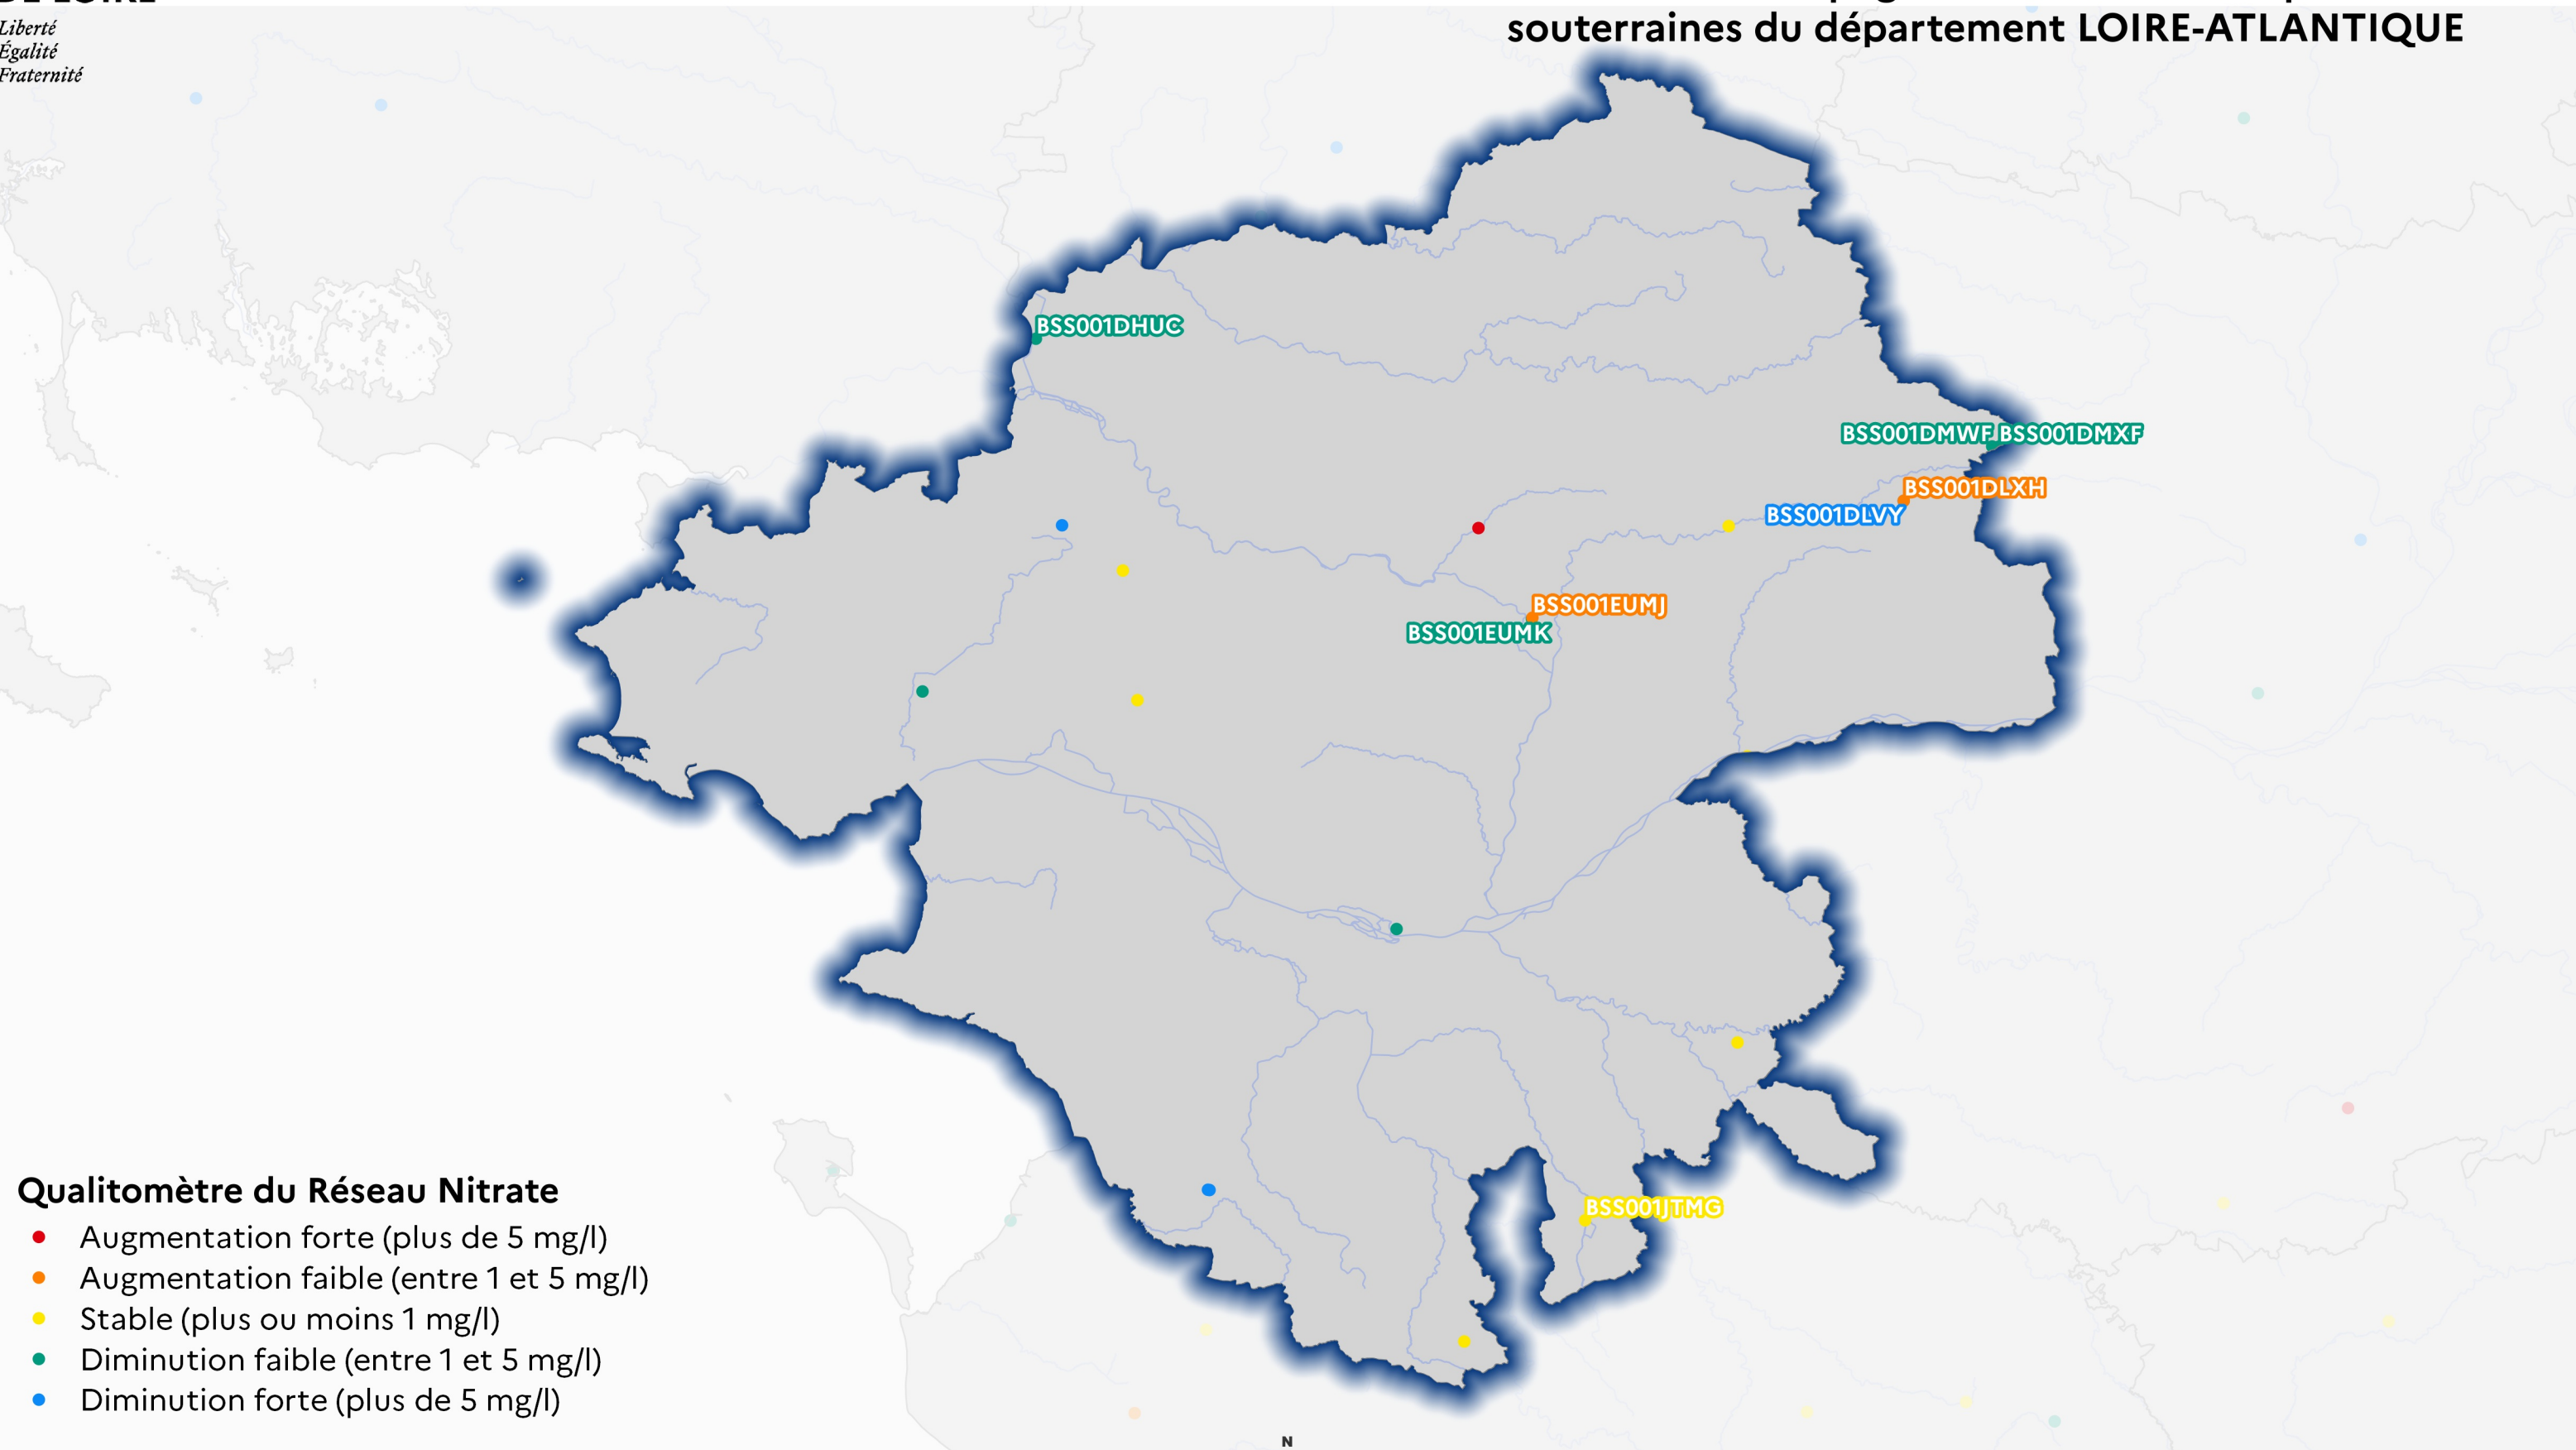 Liberté
Égalité
Fraternité
souterraines du département LOIRE-ATLANTIQUE
BSS001DHUC
BSS001DMWF BSS001DMXF
BSS001DLXH
BSS001DLVY
BSS001EUMJ
BSS001EUMK
BSS001JTMG
Qualitomètre du Réseau Nitrate
Augmentation forte (plus de 5 mg/l)
Augmentation faible (entre 1 et 5 mg/l)
Stable (plus ou moins 1 mg/l)
Diminution faible (entre 1 et 5 mg/l)
Diminution forte (plus de 5 mg/l)
N